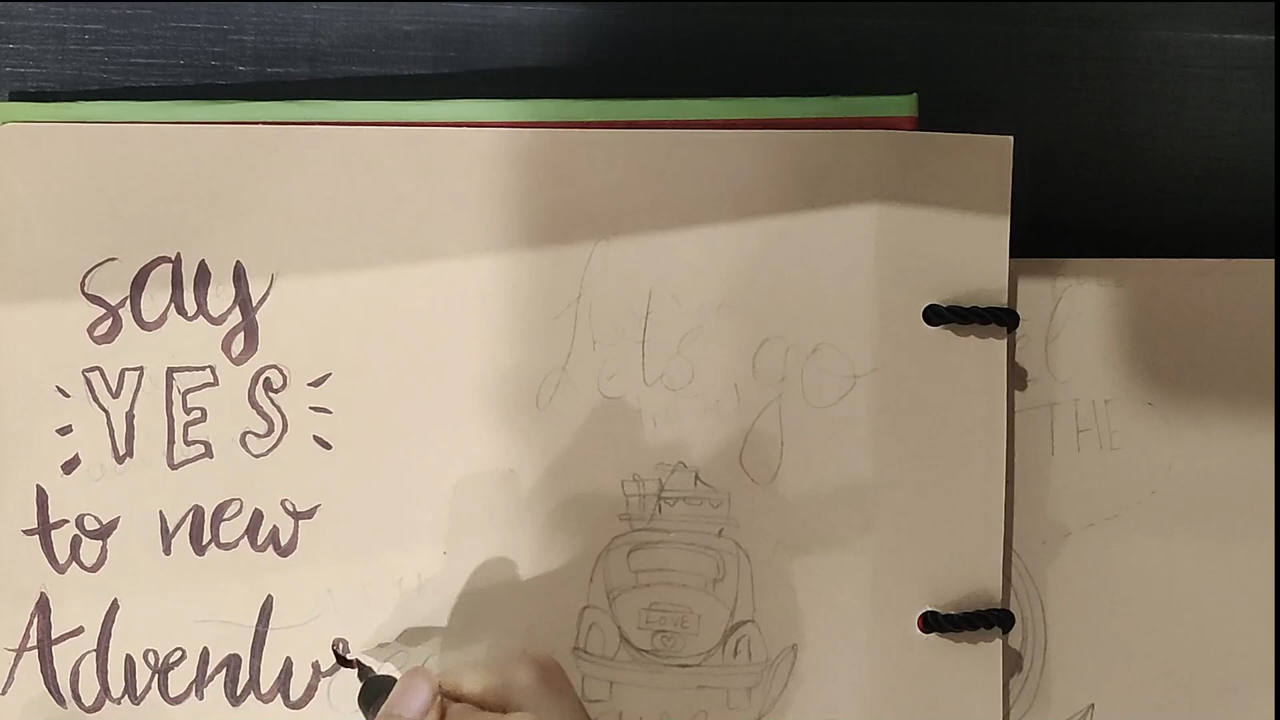 say
YES
to new
Adventu
Let's go
LOVE
THE